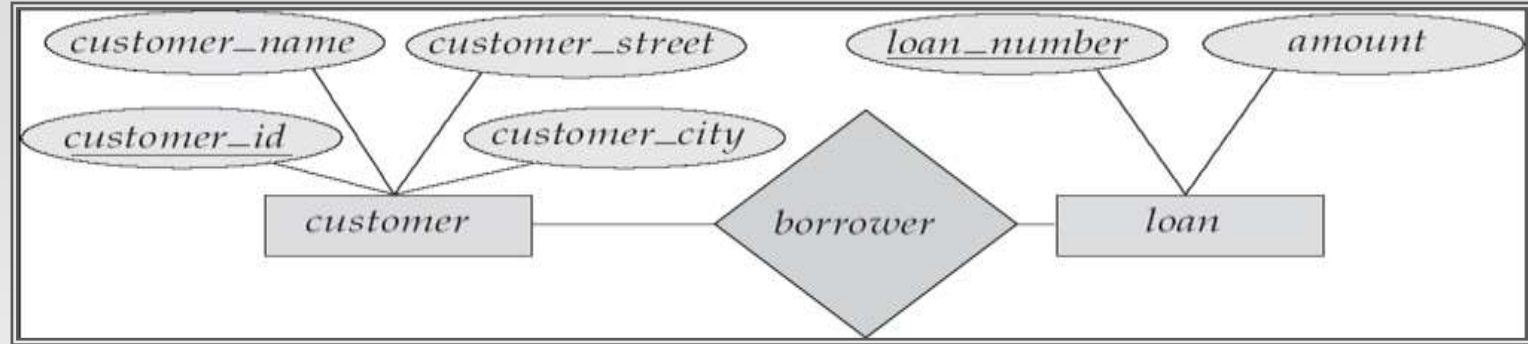 customer_name customer_street loan_number amount
customer_id customer_city
customer borrower loan